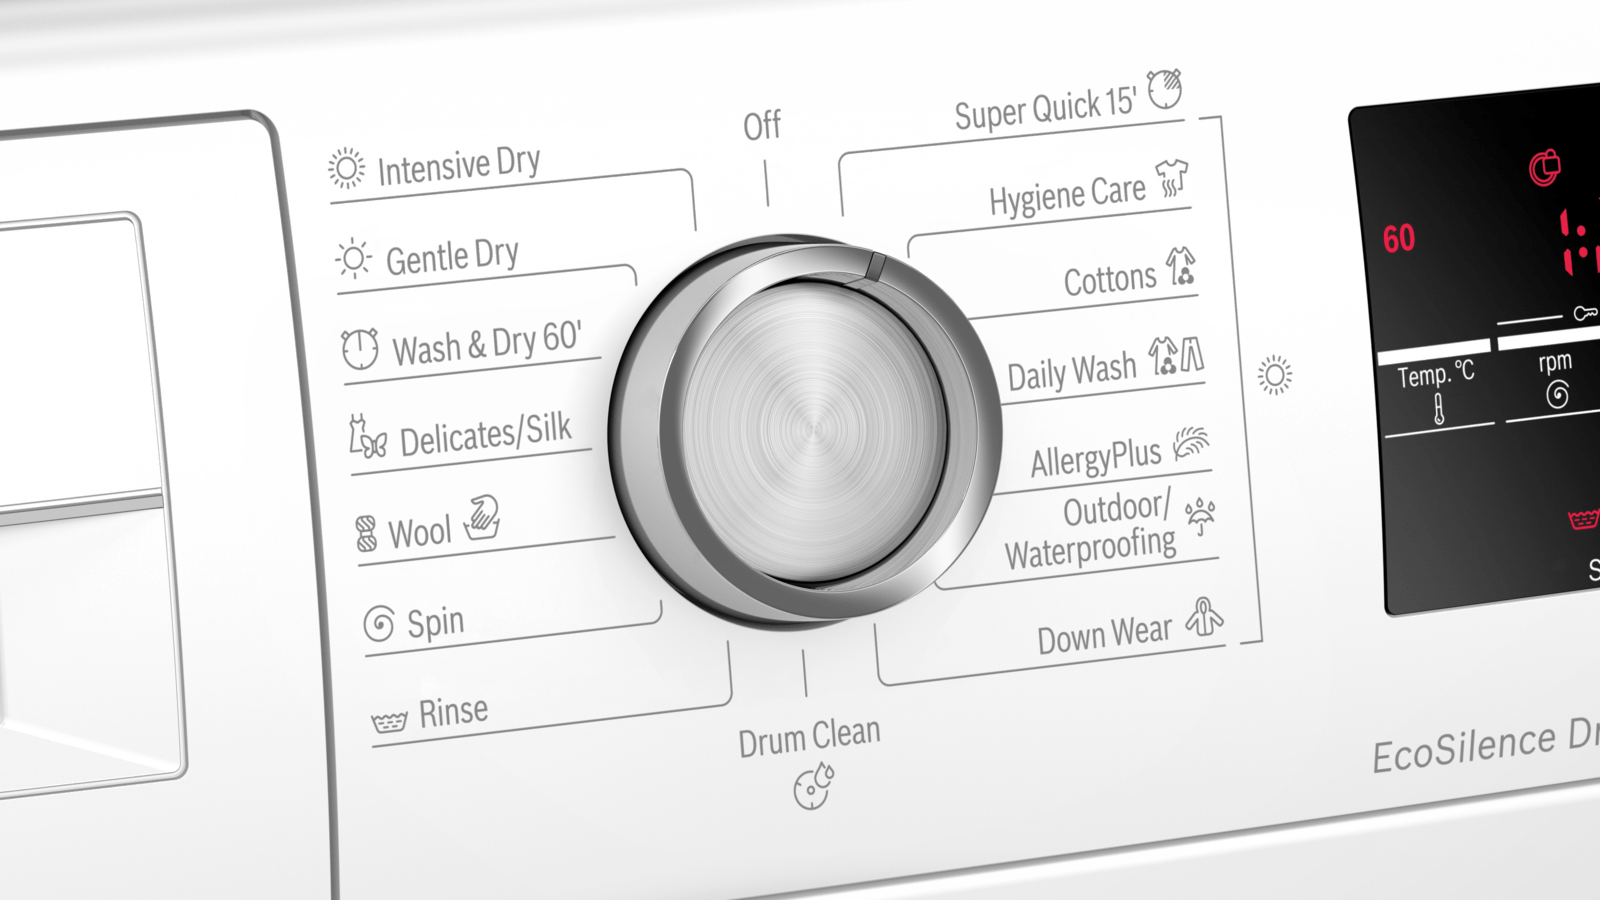 Off
Intensive Dry
Gentle Dry
Wash & Dry 60'
Delicates/Silk
Wool
Spin
Rinse
Drum Clean
Super Quick 15'
Hygiene Care
Cottons
Daily Wash
AllergyPlus
Outdoor/
Waterproofing
Down Wear
60
Temp. °C
rpm
EcoSilence